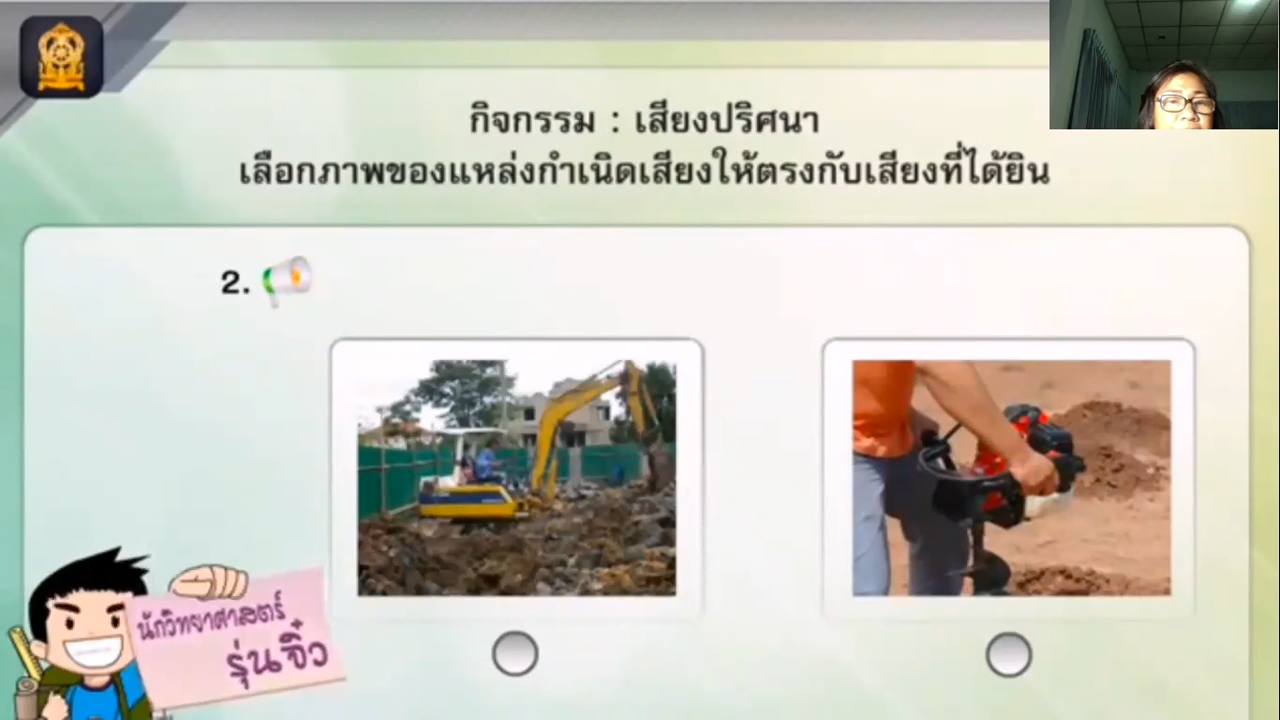 กิจกรรม : เสียงปริศนา
เลือกภาพของแหล่งกำเนิดเสียงให้ตรงกับเสียงที่ได้ยิน
2.
นักวิทยาศาสตร์
รุ่นจิ๋ว